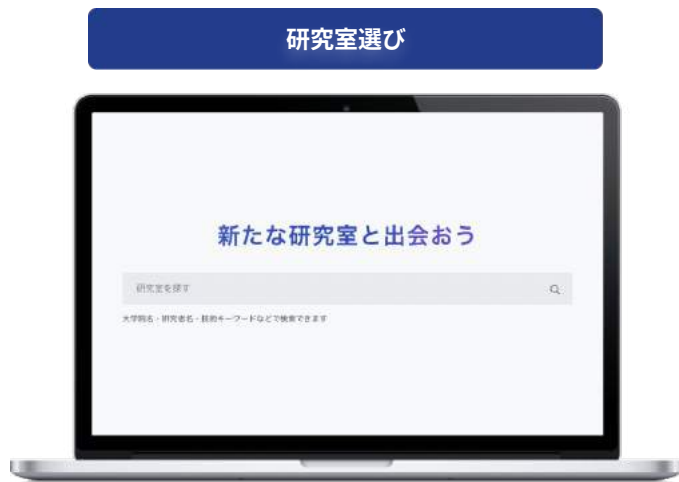 研究室選び
新たな研究室と出会おう
研究室を探す
大学院名・研究者名・技術キーワードなどで検索できます